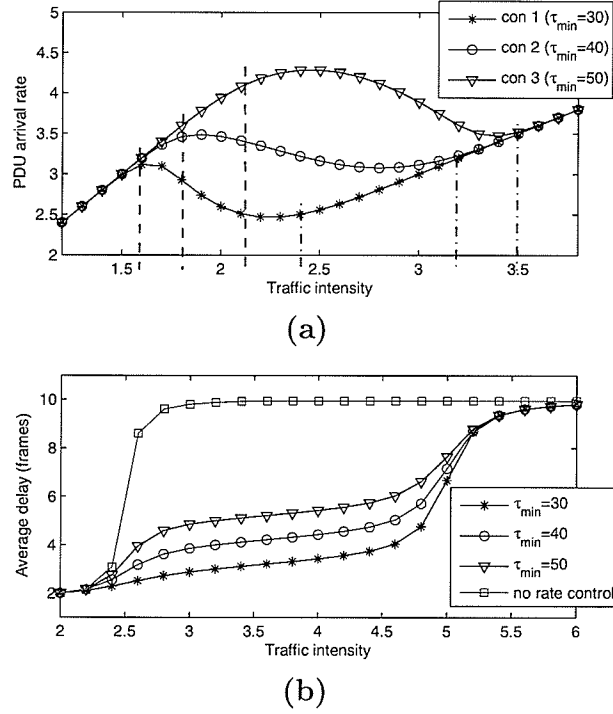 5
4.5
4
3.5
3
2.5
2
PDU arrival rate
con 1 (τmin=30)
con 2 (τmin=40)
con 3 (τmin=50)
1.5 2 2.5 3 3.5
Traffic intensity
(a)
10
8
6
4
2
Average delay (frames)
τmin=30
τmin=40
τmin=50
no rate control
2 2.5 3 3.5 4 4.5 5 5.5 6
Traffic intensity
(b)